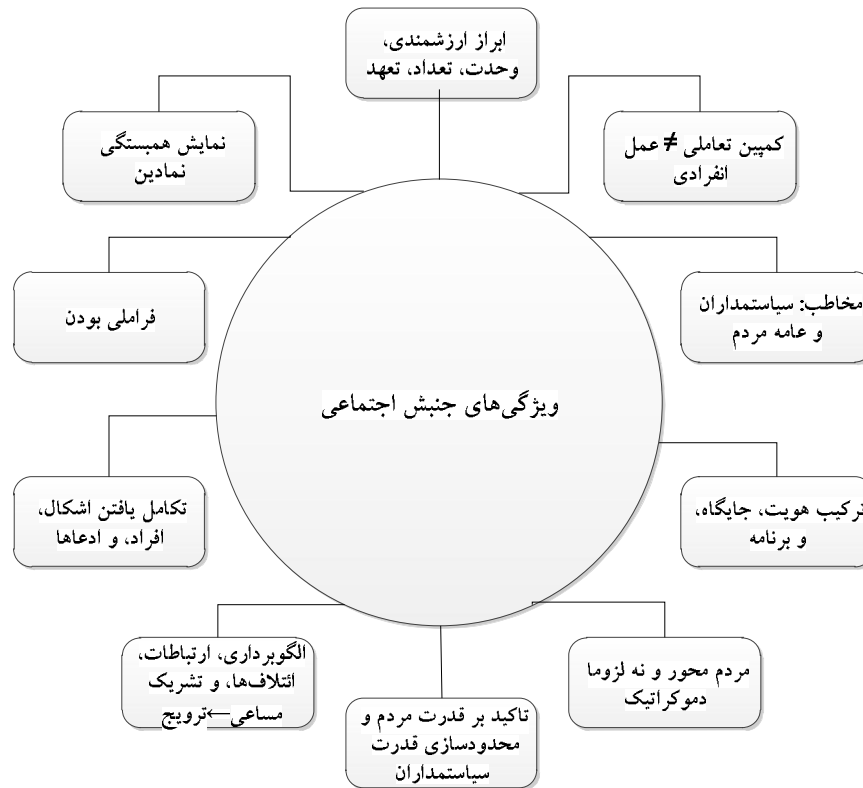 ابراز ارزشمندی،
وحدت، تعداد، تعهد
کمپین تعاملی ≠ عمل
انفرادی
مخاطب: سیاستمداران
و عامه مردم
ترکیب هویت، جایگاه،
و برنامه
مردم محور و نه لزوما
دموکراتیک
تاکید بر قدرت مردم و
محدودسازی قدرت
سیاستمداران
الگوبرداری، ارتباطات،
ائتلاف‌ها، و تشریک
مساعی←ترویج
تکامل یافتن اشکال،
افراد، و ادعاها
فراملی بودن
نمایش همبستگی
نمادین
ویژگی‌های جنبش اجتماعی